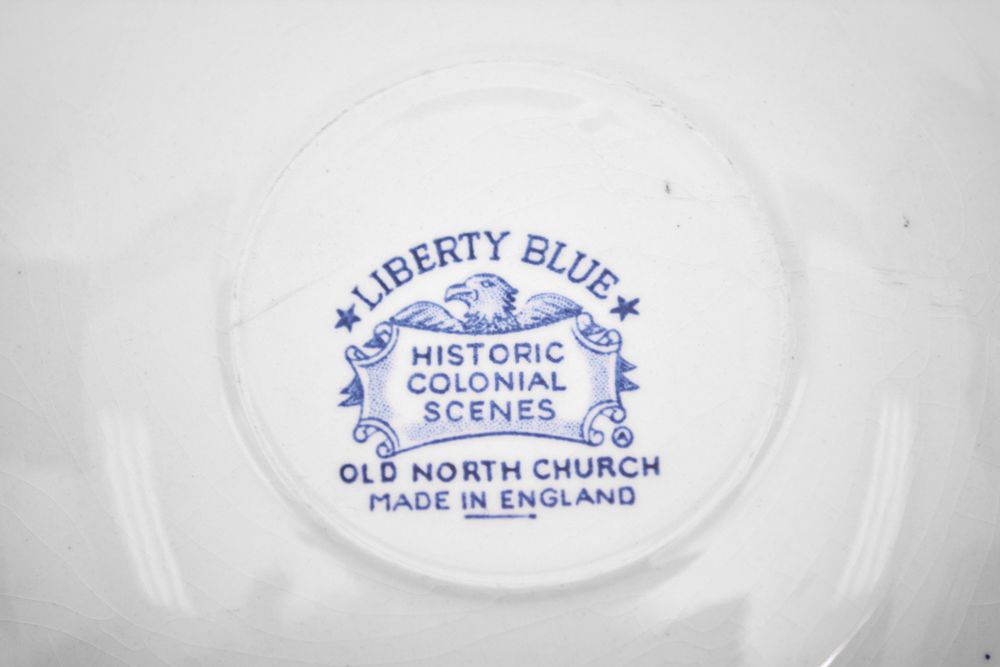 LIBERTY BLUE
HISTORIC
COLONIAL
SCENES
OLD NORTH CHURCH
MADE IN ENGLAND